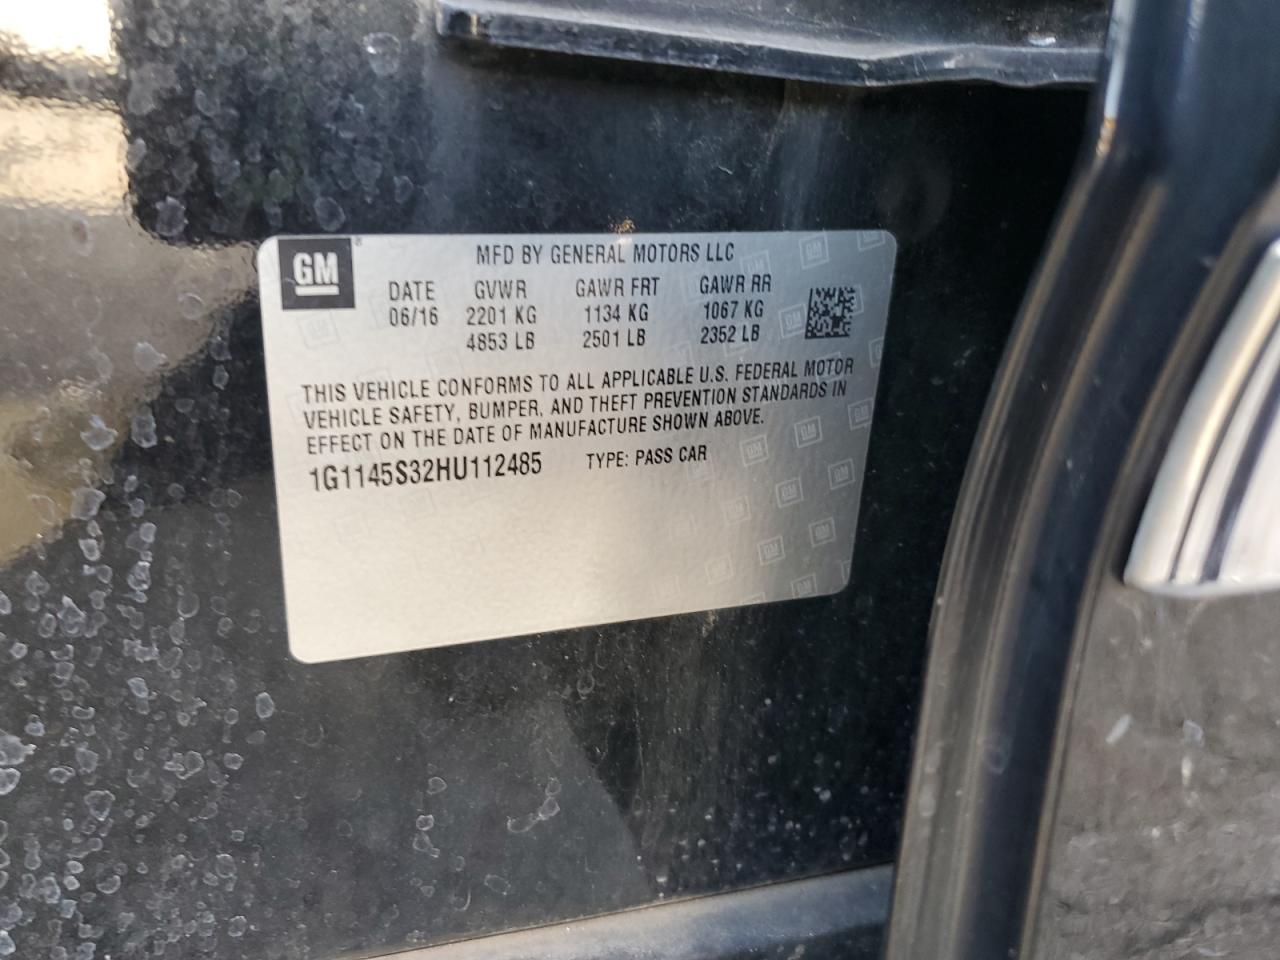 GM
MFD BY GENERAL MOTORS LLC
DATE GVWR GAWR FRT GAWR RR
06/16 2201 KG 1134 KG 1067 KG
4853 LB 2501 LB 2352 LB
THIS VEHICLE CONFORMS TO ALL APPLICABLE U.S. FEDERAL MOTOR
VEHICLE SAFETY, BUMPER, AND THEFT PREVENTION STANDARDS IN
EFFECT ON THE DATE OF MANUFACTURE SHOWN ABOVE.
1G1145S32HU112485 TYPE: PASS CAR